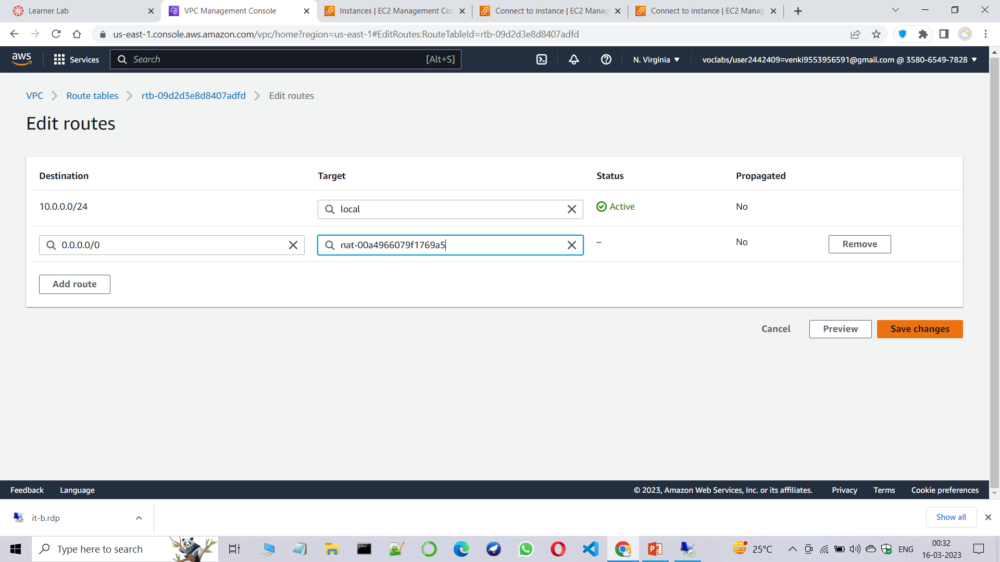 Learner Lab
VPC Management Console
Instances | EC2 Management Con
Connect to instance | EC2 Manag
Connect to instance | EC2 Manag
us-east-1.console.aws.amazon.com/vpc/home?region=us-east-1#EditRoutes:RouteTableId=rtb-09d2d3e8d8407adfd
aws
Services
Search
[Alt+S]
N. Virginia
voclabs/user2442409=venki9553956591@gmail.com @ 3580-6549-7828
VPC
Route tables
rtb-09d2d3e8d8407adfd
Edit routes
Edit routes
Destination
Target
Status
Propagated
10.0.0.0/24
local
Active
No
0.0.0.0/0
nat-00a4966079f1769a5
–
No
Remove
Add route
Cancel
Preview
Save changes
Feedback
Language
© 2023, Amazon Web Services, Inc. or its affiliates.
Privacy
Terms
Cookie preferences
it-b.rdp
Show all
Type here to search
25°C
ENG
00:32
16-03-2023